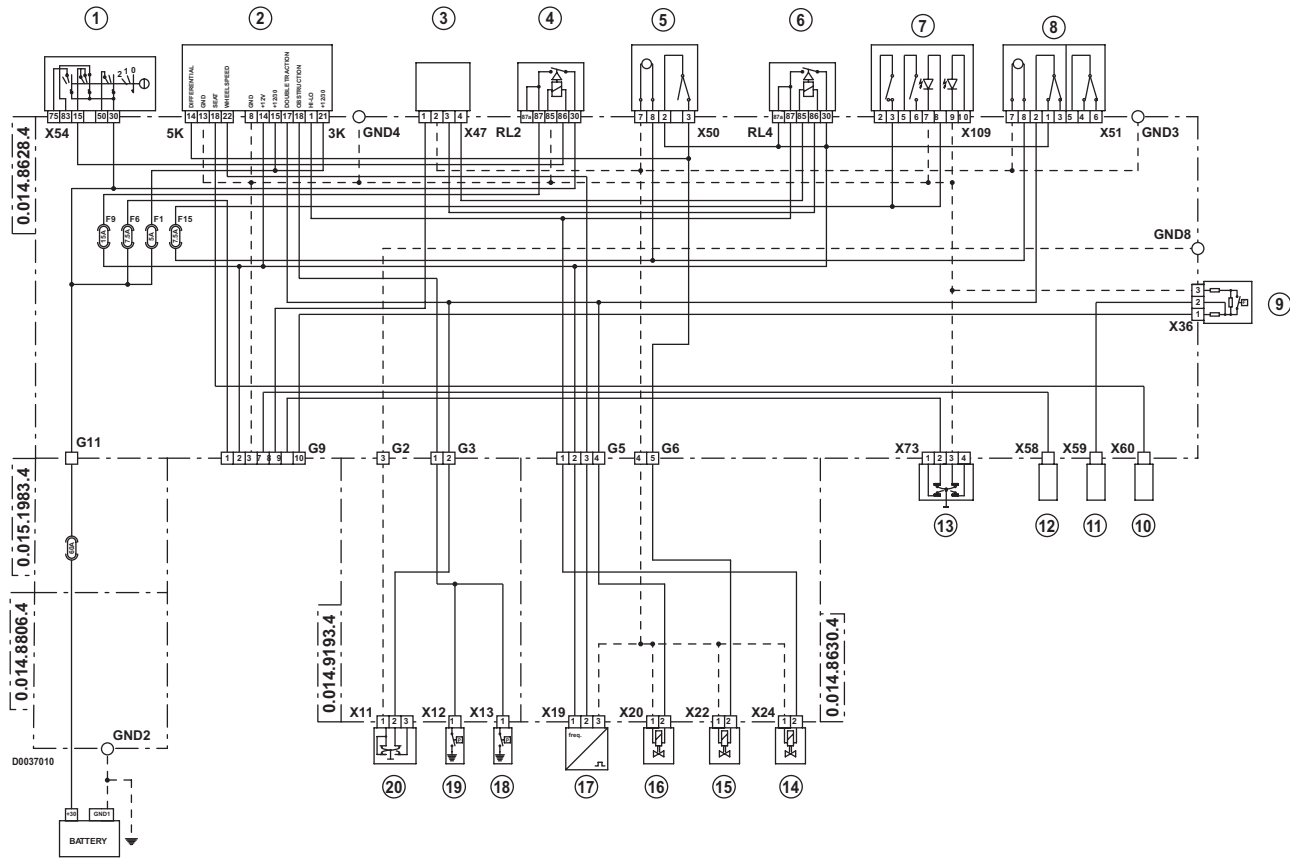 1 2 3 4 5 6 7 8
2 1 0
DIFFERENTIAL
GND
SEAT
WHEELSPEED
GND
+12V
+1200
DOUBLE TRACTION
OBSTRUCTION
HI-LO
+1200
75 83 15 50 30
14 13 18 22 8 14 15 17 18 1 21
1 2 3 4
87a 87 85 86 30
7 8 2 3
87a 87 85 86 30
2 3 5 6 7 8 9 10
7 8 2 1 3 5 4 6
X54 5K 3K GND4 X47 RL2 X50 RL4 X109 X51 GND3
0.014.8628.4
F9 F6 F1 F15
15A 7.5A 5A 7.5A
GND8
3
2
1
X36
9
G11 G9 G2 G3 G5 G6 X73 X58 X59 X60
1 2 3 7 8 9 10
3
1 2
1 2 3 4
4 5
1 2 3 4
13 12 11 10
0.015.1983.4
60A
0.014.8806.4
0.014.9193.4
0.014.8630.4
X11 X12 X13 X19 X20 X22 X24
1 2 3
1
1
1 2 3
1 2
1 2
1 2
freq.
P P P
20 19 18 17 16 15 14
GND2
D0037010
+30 GND1
BATTERY